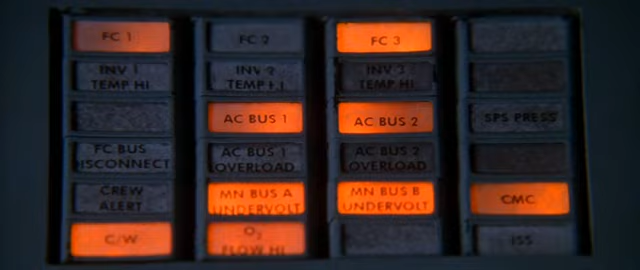 FC 1
FC 2
FC 3
INV 1
TEMP HI
INV 2
TEMP HI
INV 3
TEMP HI
AC BUS 1
AC BUS 2
SPS PRESS
FC BUS
DISCONNECT
AC BUS 1
OVERLOAD
AC BUS 2
OVERLOAD
CREW
ALERT
MN BUS A
UNDERVOLT
MN BUS B
UNDERVOLT
CMC
C/W
O₂
FLOW HI
ISS